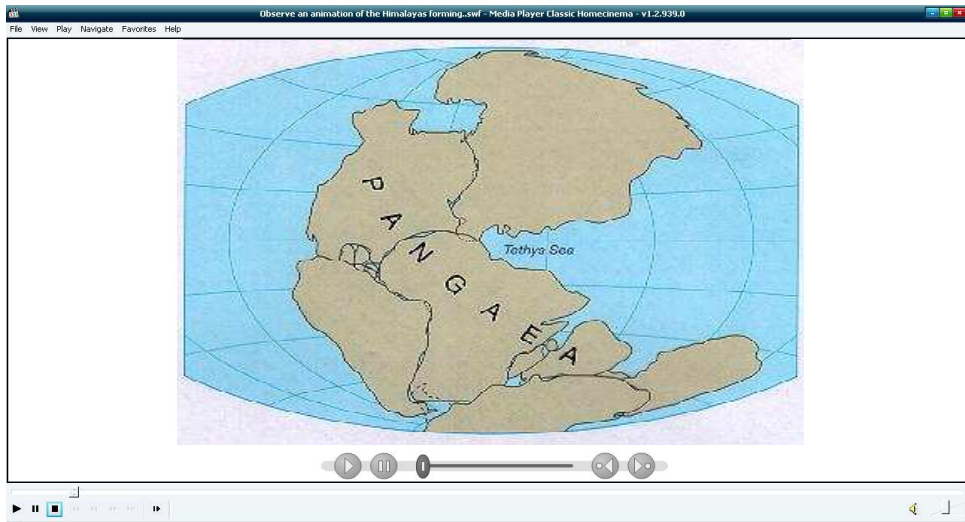 Observe an animation of the Himalayas forming..swf - Media Player Classic Homecinema - v1.2.939.0
File View Play Navigate Favorites Help
PANGAEA
Tethys Sea